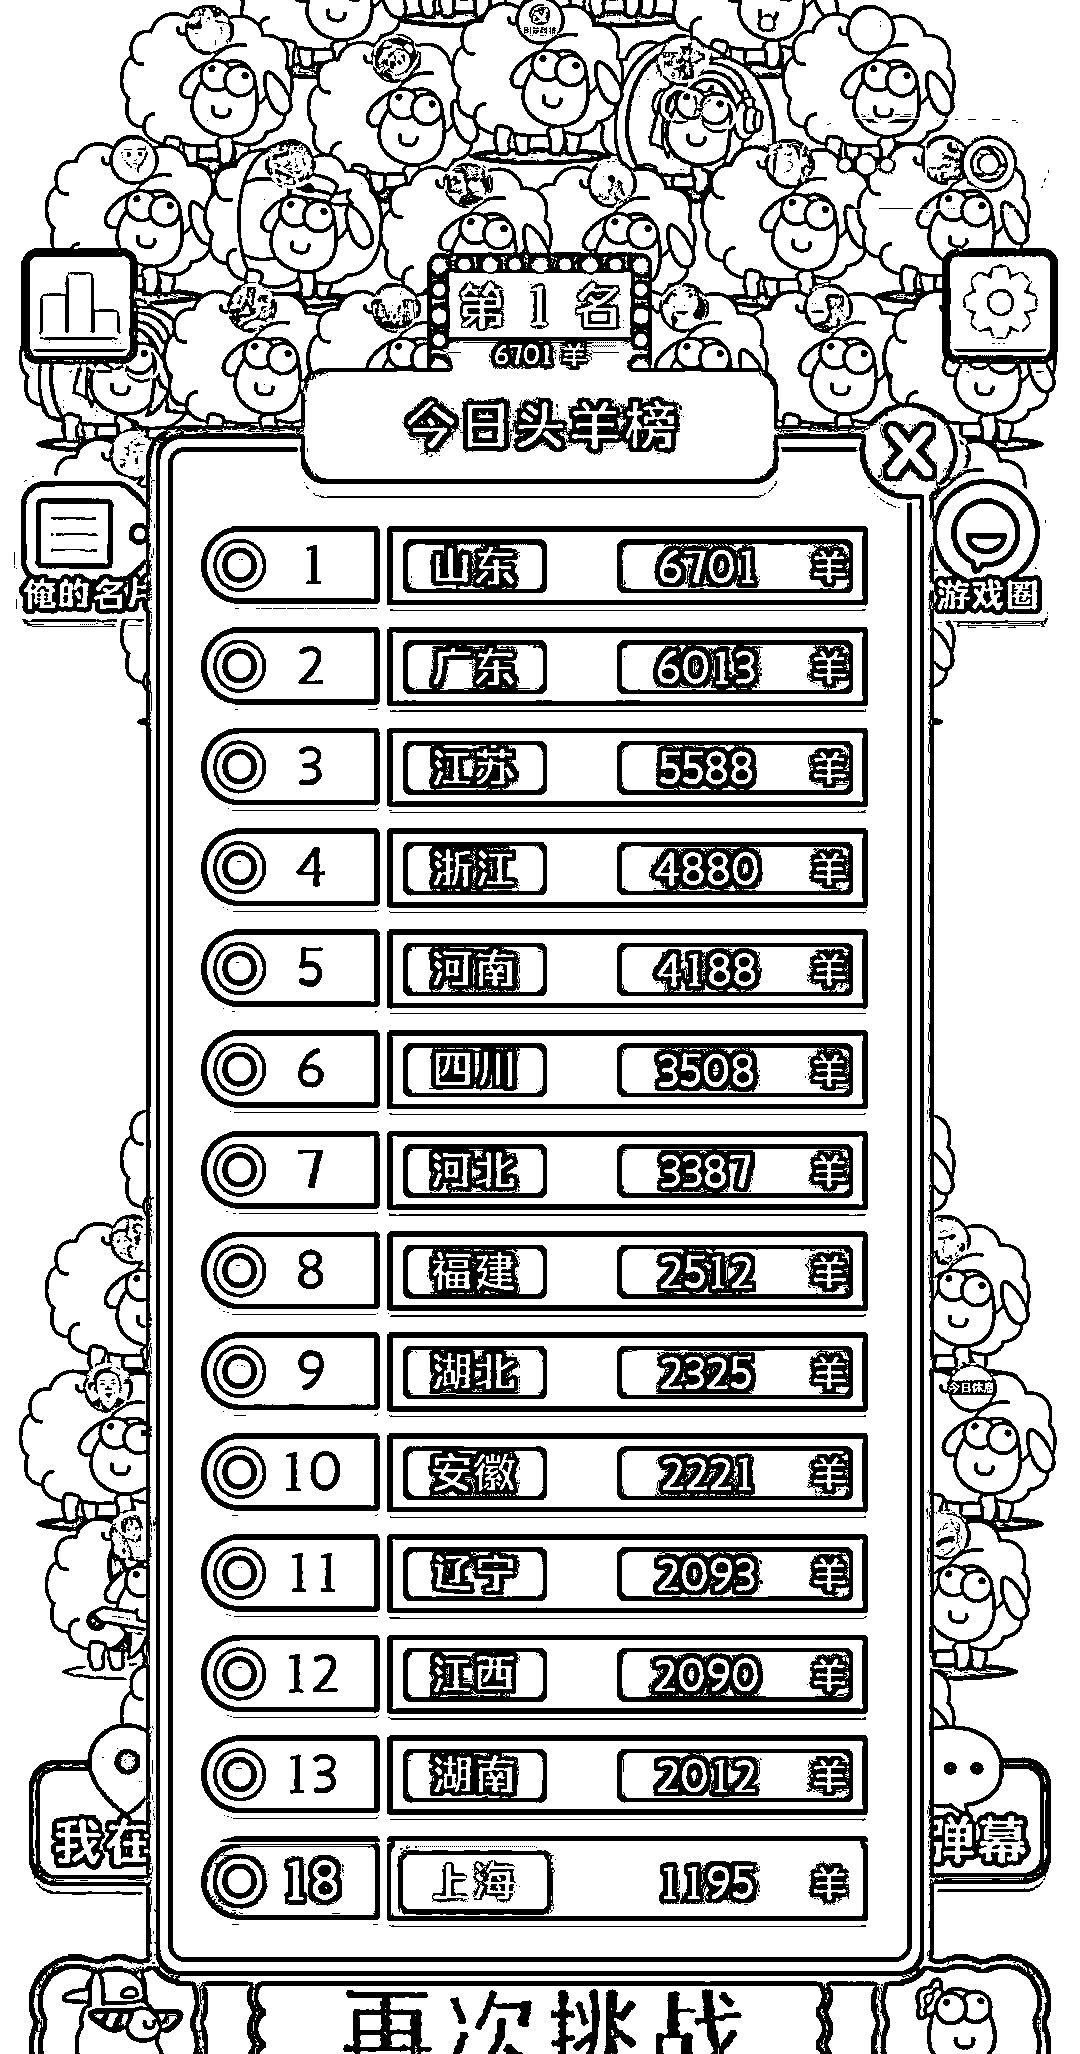 第 1 名
6701 羊
今日头羊榜
X
俺的名片
游戏圈
1 山东 6701 羊
2 广东 6013 羊
3 江苏 5588 羊
4 浙江 4880 羊
5 河南 4188 羊
6 四川 3508 羊
7 河北 3387 羊
8 福建 2512 羊
9 湖北 2325 羊
今日休息
10 安徽 2221 羊
11 辽宁 2093 羊
12 江西 2090 羊
13 湖南 2012 羊
我在
弹幕
18 上海 1195 羊
再次挑战